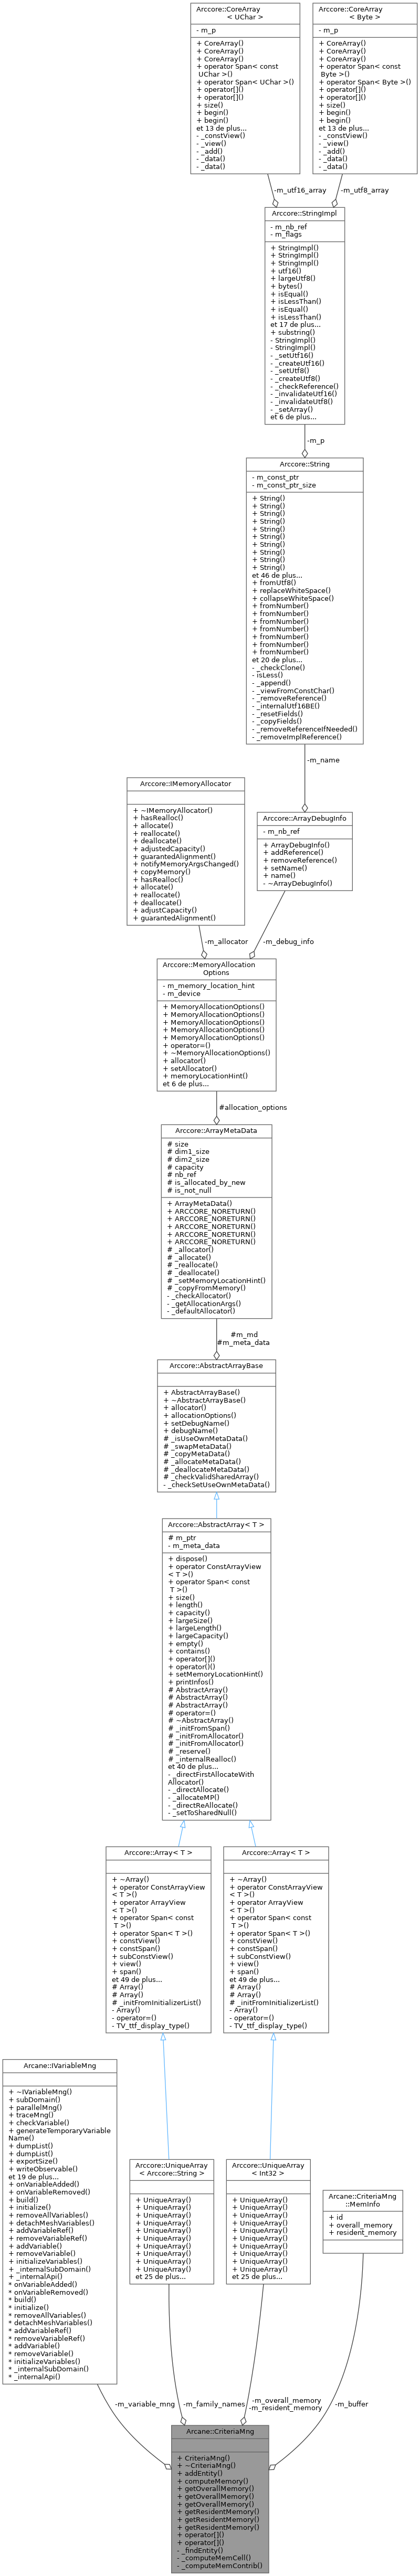 Arccore::CoreArray
< UChar >
- m_p
+ CoreArray()
+ CoreArray()
+ CoreArray()
+ operator Span< const
UChar >()
+ operator Span< UChar >()
+ operator[]()
+ operator[]()
+ size()
+ begin()
+ begin()
et 13 de plus...
- _constView()
- _view()
- _add()
- _data()
- _data()
Arccore::CoreArray
< Byte >
- m_p
+ CoreArray()
+ CoreArray()
+ CoreArray()
+ operator Span< const
Byte >()
+ operator Span< Byte >()
+ operator[]()
+ operator[]()
+ size()
+ begin()
+ begin()
et 13 de plus...
- _constView()
- _view()
- _add()
- _data()
- _data()
-m_utf16_array
-m_utf8_array
Arccore::StringImpl
- m_nb_ref
- m_flags
+ StringImpl()
+ StringImpl()
+ StringImpl()
+ utf16()
+ largeUtf8()
+ bytes()
+ isEqual()
+ isLessThan()
+ isEqual()
+ isLessThan()
et 17 de plus...
+ substring()
- StringImpl()
- StringImpl()
- _setUtf16()
- _createUtf16()
- _setUtf8()
- _createUtf8()
- _checkReference()
- _invalidateUtf16()
- _invalidateUtf8()
- _setArray()
et 6 de plus...
-m_p
Arccore::String
- m_const_ptr
- m_const_ptr_size
+ String()
+ String()
+ String()
+ String()
+ String()
+ String()
+ String()
+ String()
+ String()
+ String()
et 46 de plus...
+ fromUtf8()
+ replaceWhiteSpace()
+ collapseWhiteSpace()
+ fromNumber()
+ fromNumber()
+ fromNumber()
+ fromNumber()
+ fromNumber()
+ fromNumber()
+ fromNumber()
et 20 de plus...
- _checkClone()
- isLess()
- _append()
- _viewFromConstChar()
- _removeReference()
- _internalUtf16BE()
- _resetFields()
- _copyFields()
- _removeReferenceIfNeeded()
- _removeImplReference()
-m_name
Arccore::IMemoryAllocator
+ ~IMemoryAllocator()
+ hasRealloc()
+ allocate()
+ reallocate()
+ deallocate()
+ adjustedCapacity()
+ guarantedAlignment()
+ notifyMemoryArgsChanged()
+ copyMemory()
+ hasRealloc()
+ allocate()
+ reallocate()
+ deallocate()
+ adjustCapacity()
+ guarantedAlignment()
Arccore::ArrayDebugInfo
- m_nb_ref
+ ArrayDebugInfo()
+ addReference()
+ removeReference()
+ setName()
+ name()
- ~ArrayDebugInfo()
-m_allocator
-m_debug_info
Arccore::MemoryAllocation
Options
- m_memory_location_hint
- m_device
+ MemoryAllocationOptions()
+ MemoryAllocationOptions()
+ MemoryAllocationOptions()
+ MemoryAllocationOptions()
+ MemoryAllocationOptions()
+ operator=()
+ ~MemoryAllocationOptions()
+ allocator()
+ setAllocator()
+ memoryLocationHint()
et 6 de plus...
#allocation_options
Arccore::ArrayMetaData
# size
# dim1_size
# dim2_size
# capacity
# nb_ref
# is_allocated_by_new
# is_not_null
+ ArrayMetaData()
+ ARCCORE_NORETURN()
+ ARCCORE_NORETURN()
+ ARCCORE_NORETURN()
+ ARCCORE_NORETURN()
+ ARCCORE_NORETURN()
# _allocator()
# _allocate()
# _reallocate()
# _deallocate()
# _setMemoryLocationHint()
# _copyFromMemory()
- _checkAllocator()
- _getAllocationArgs()
- _defaultAllocator()
#m_md
#m_meta_data
Arccore::AbstractArrayBase
+ AbstractArrayBase()
+ ~AbstractArrayBase()
+ allocator()
+ allocationOptions()
+ setDebugName()
+ debugName()
# _isUseOwnMetaData()
# _swapMetaData()
# _copyMetaData()
# _allocateMetaData()
# _deallocateMetaData()
# _checkValidSharedArray()
- _checkSetUseOwnMetaData()
Arccore::AbstractArray< T >
# m_ptr
- m_meta_data
+ dispose()
+ operator ConstArrayView
< T >()
+ operator Span< const
T >()
+ size()
+ length()
+ capacity()
+ largeSize()
+ largeLength()
+ largeCapacity()
+ empty()
+ contains()
+ operator[]()
+ operator()()
+ setMemoryLocationHint()
+ printInfos()
# AbstractArray()
# AbstractArray()
# AbstractArray()
# operator=()
# ~AbstractArray()
# _initFromSpan()
# _initFromAllocator()
# _initFromAllocator()
# _reserve()
# _internalRealloc()
et 40 de plus...
- _directFirstAllocateWith
Allocator()
- _directAllocate()
- _allocateMP()
- _directReAllocate()
- _setToSharedNull()
Arccore::Array< T >
+ ~Array()
+ operator ConstArrayView
< T >()
+ operator ArrayView
< T >()
+ operator Span< const
T >()
+ operator Span< T >()
+ constView()
+ constSpan()
+ subConstView()
+ view()
+ span()
et 49 de plus...
# Array()
# Array()
# _initFromInitializerList()
- Array()
- operator=()
- TV_ttf_display_type()
Arccore::Array< T >
+ ~Array()
+ operator ConstArrayView
< T >()
+ operator ArrayView
< T >()
+ operator Span< const
T >()
+ operator Span< T >()
+ constView()
+ constSpan()
+ subConstView()
+ view()
+ span()
et 49 de plus...
# Array()
# Array()
# _initFromInitializerList()
- Array()
- operator=()
- TV_ttf_display_type()
Arcane::IVariableMng
+ ~IVariableMng()
+ subDomain()
+ parallelMng()
+ traceMng()
+ checkVariable()
+ generateTemporaryVariable
Name()
+ dumpList()
+ dumpList()
+ exportSize()
+ writeObservable()
et 19 de plus...
+ onVariableAdded()
+ onVariableRemoved()
+ build()
+ initialize()
+ removeAllVariables()
+ detachMeshVariables()
+ addVariableRef()
+ removeVariableRef()
+ addVariable()
+ removeVariable()
+ initializeVariables()
+ _internalSubDomain()
+ _internalApi()
* onVariableAdded()
* onVariableRemoved()
* build()
* initialize()
* removeAllVariables()
* detachMeshVariables()
* addVariableRef()
* removeVariableRef()
* addVariable()
* removeVariable()
* initializeVariables()
* _internalSubDomain()
* _internalApi()
Arccore::UniqueArray
< Arccore::String >
+ UniqueArray()
+ UniqueArray()
+ UniqueArray()
+ UniqueArray()
+ UniqueArray()
+ UniqueArray()
+ UniqueArray()
+ UniqueArray()
+ UniqueArray()
+ UniqueArray()
et 25 de plus...
Arccore::UniqueArray
< Int32 >
+ UniqueArray()
+ UniqueArray()
+ UniqueArray()
+ UniqueArray()
+ UniqueArray()
+ UniqueArray()
+ UniqueArray()
+ UniqueArray()
+ UniqueArray()
+ UniqueArray()
et 25 de plus...
Arcane::CriteriaMng
::MemInfo
+ id
+ overall_memory
+ resident_memory
-m_variable_mng
-m_family_names
-m_overall_memory
-m_resident_memory
-m_buffer
Arcane::CriteriaMng
+ CriteriaMng()
+ ~CriteriaMng()
+ addEntity()
+ computeMemory()
+ getOverallMemory()
+ getOverallMemory()
+ getOverallMemory()
+ getResidentMemory()
+ getResidentMemory()
+ getResidentMemory()
+ operator[]()
+ operator[]()
- _findEntity()
- _computeMemCell()
- _computeMemContrib()